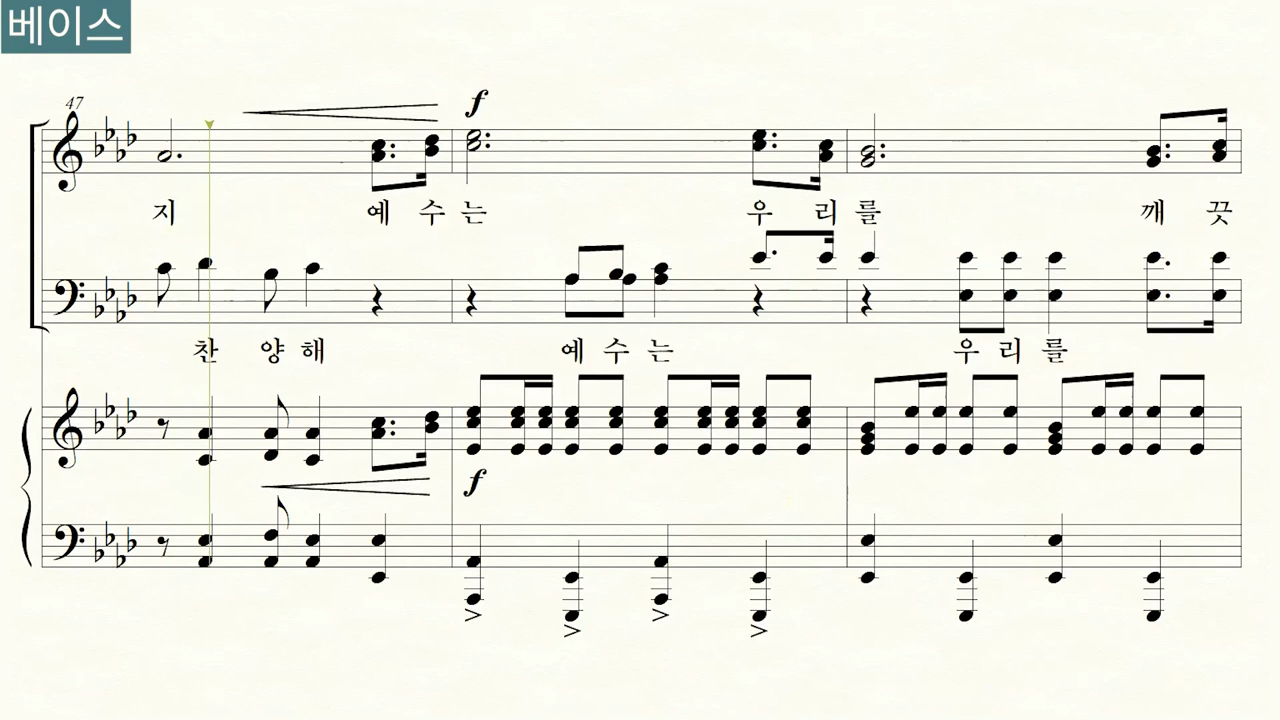 베이스
47
f
지 예 수 는 우 리 를 깨 끗
찬 양 해 예 수 는 우 리 를
f